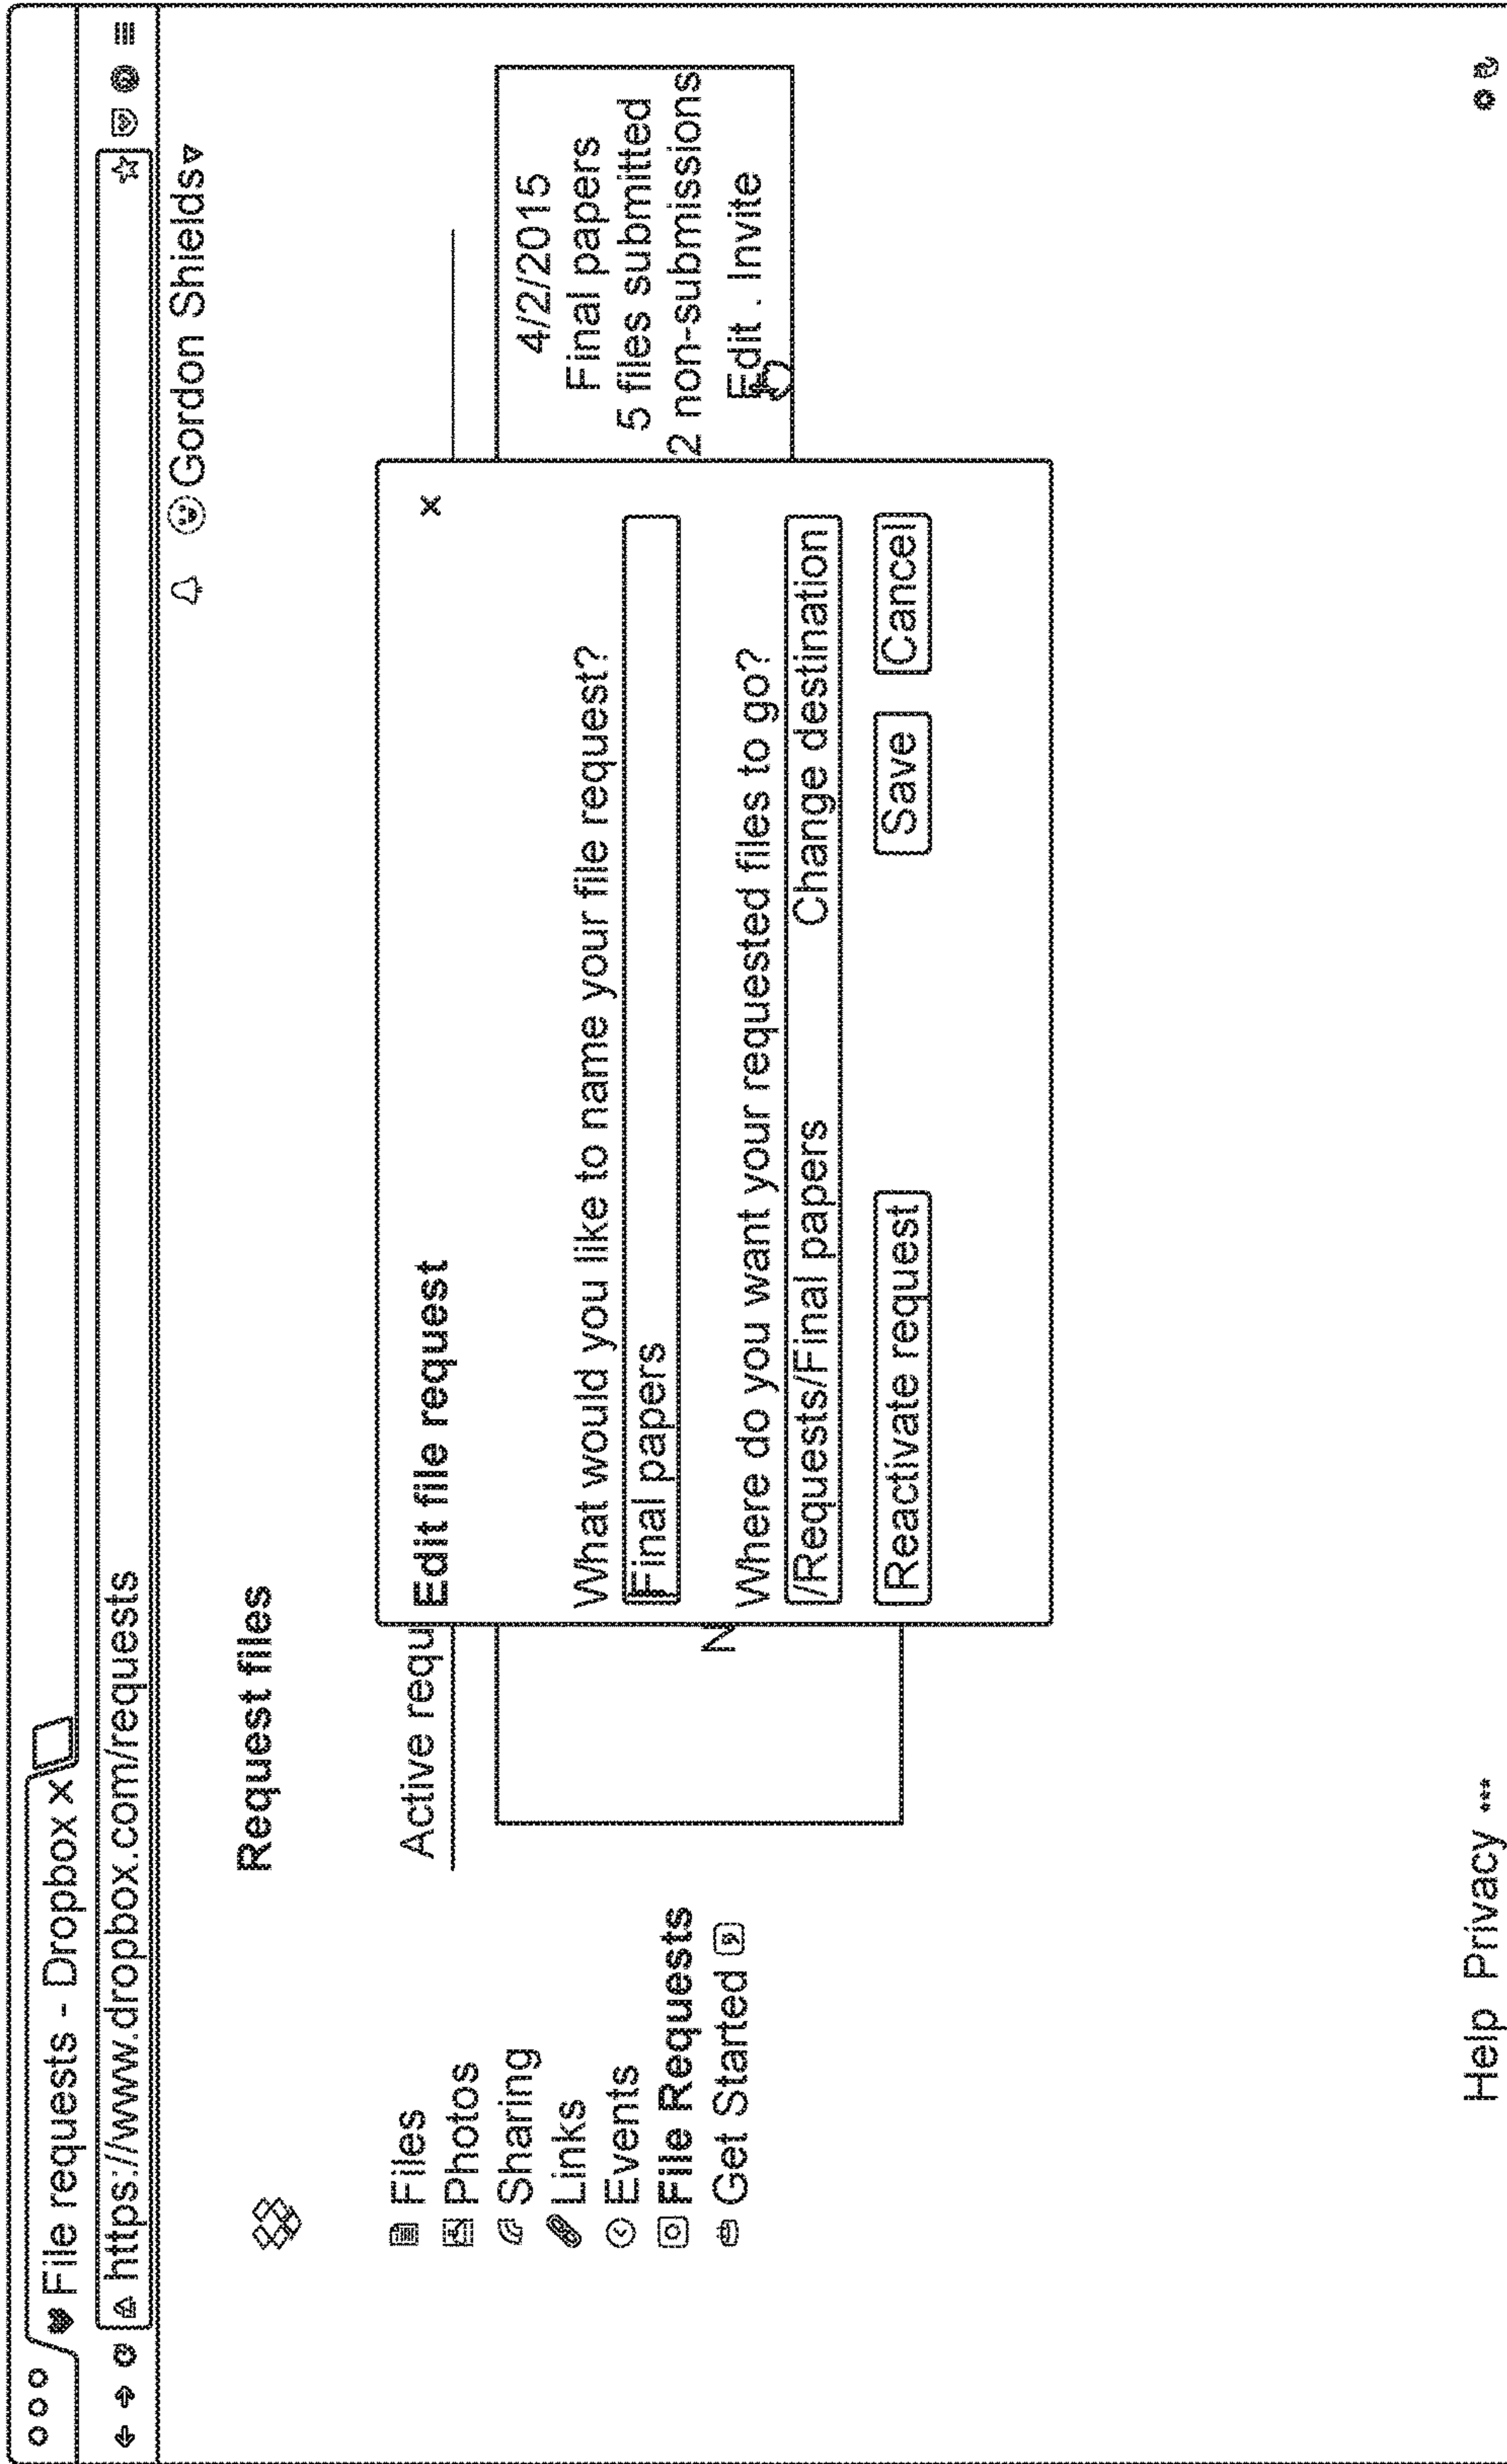 File requests - Dropbox X
https://www.dropbox.com/requests
Gordon Shields
Request files
Files
Photos
Sharing
Links
Events
File Requests
Get Started
Active requ
4/2/2015
Final papers
5 files submitted
2 non-submissions
Edit . Invite
N
Edit file request
x
What would you like to name your file request?
Final papers
Where do you want your requested files to go?
/Requests/Final papers Change destination
Reactivate request Save Cancel
Help Privacy ***